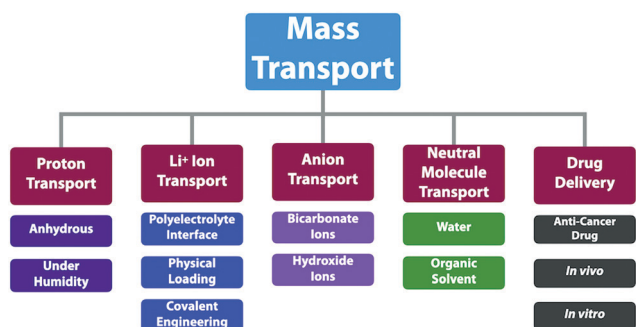 Mass
Transport
Proton
Transport
Li⁺ Ion
Transport
Anion
Transport
Neutral
Molecule
Transport
Drug
Delivery
Anhydrous
Under
Humidity
Polyelectrolyte
Interface
Physical
Loading
Covalent
Engineering
Bicarbonate
Ions
Hydroxide
Ions
Water
Organic
Solvent
Anti-Cancer
Drug
In vivo
In vitro